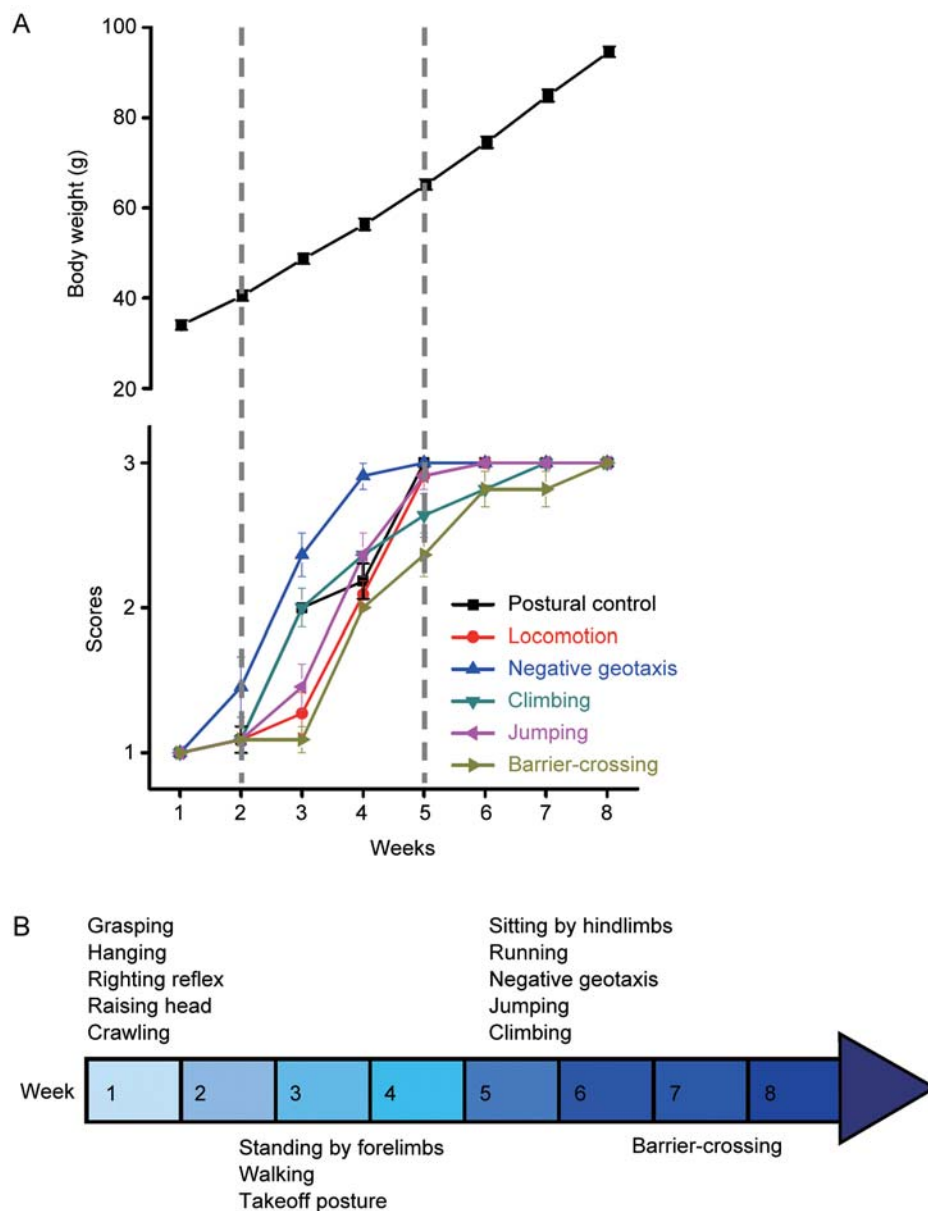 A
100
80
60
40
20
Body weight (g)
3
2
1
Scores
Postural control
Locomotion
Negative geotaxis
Climbing
Jumping
Barrier-crossing
1 2 3 4 5 6 7 8
Weeks
B
Grasping
Hanging
Righting reflex
Raising head
Crawling
Sitting by hindlimbs
Running
Negative geotaxis
Jumping
Climbing
Week 1 2 3 4 5 6 7 8
Standing by forelimbs
Walking
Takeoff posture
Barrier-crossing